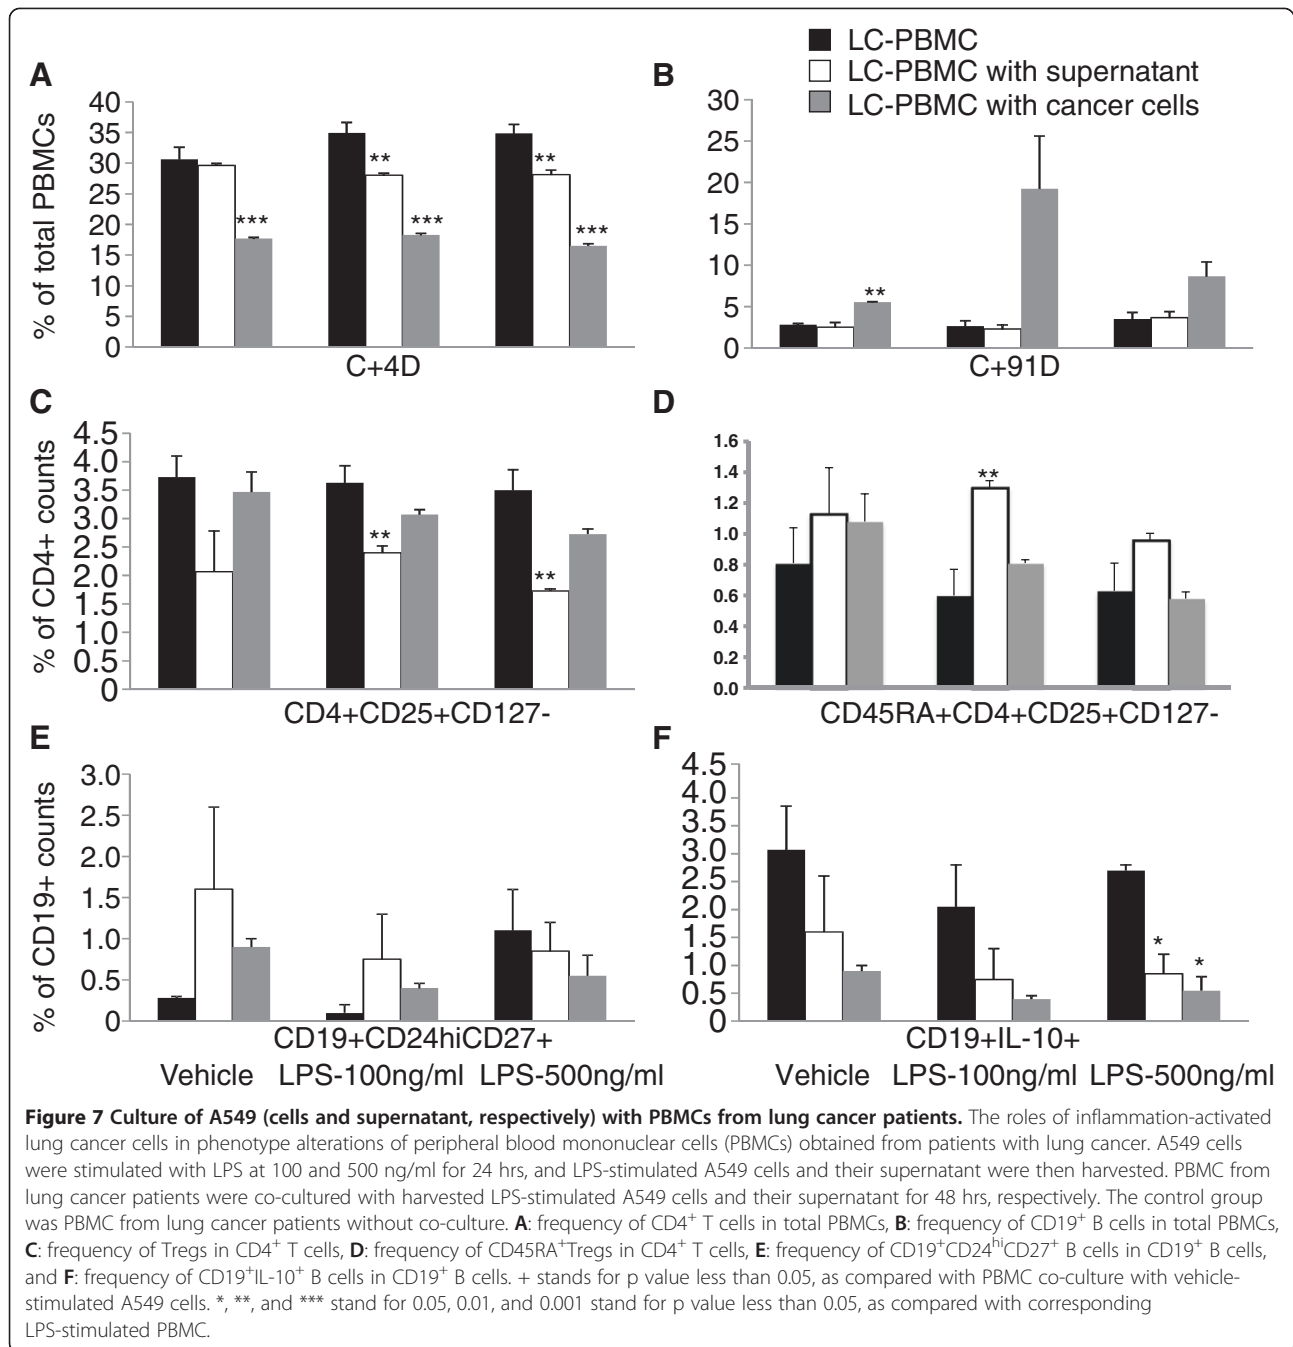 LC-PBMC
LC-PBMC with supernatant
LC-PBMC with cancer cells
A
% of total PBMCs
40
35
30
25
20
15
10
5
0
** **
*** *** ***
C+4D
B
30
25
20
15
10
5
0
**
C+91D
C
% of CD4+ counts
4.5
4.0
3.5
3.0
2.5
2.0
1.5
1.0
0.5
0
**
**
CD4+CD25+CD127-
D
1.6
1.4
1.2
1.0
0.8
0.6
0.4
0.2
0.0
**
CD45RA+CD4+CD25+CD127-
E
% of CD19+ counts
3.0
2.5
2.0
1.5
1.0
0.5
0
CD19+CD24hiCD27+
Vehicle LPS-100ng/ml LPS-500ng/ml
F
4.5
4.0
3.5
3.0
2.5
2.0
1.5
1.0
0.5
0
*
*
CD19+IL-10+
Vehicle LPS-100ng/ml LPS-500ng/ml
Figure 7 Culture of A549 (cells and supernatant, respectively) with PBMCs from lung cancer patients. The roles of inflammation-activated
lung cancer cells in phenotype alterations of peripheral blood mononuclear cells (PBMCs) obtained from patients with lung cancer. A549 cells
were stimulated with LPS at 100 and 500 ng/ml for 24 hrs, and LPS-stimulated A549 cells and their supernatant were then harvested. PBMC from
lung cancer patients were co-cultured with harvested LPS-stimulated A549 cells and their supernatant for 48 hrs, respectively. The control group
was PBMC from lung cancer patients without co-culture. A: frequency of CD4⁺ T cells in total PBMCs, B: frequency of CD19⁺ B cells in total PBMCs,
C: frequency of Tregs in CD4⁺ T cells, D: frequency of CD45RA⁺Tregs in CD4⁺ T cells, E: frequency of CD19⁺CD24ʰⁱCD27⁺ B cells in CD19⁺ B cells,
and F: frequency of CD19⁺IL-10⁺ B cells in CD19⁺ B cells. + stands for p value less than 0.05, as compared with PBMC co-culture with vehicle-
stimulated A549 cells. *, **, and *** stand for 0.05, 0.01, and 0.001 stand for p value less than 0.05, as compared with corresponding
LPS-stimulated PBMC.